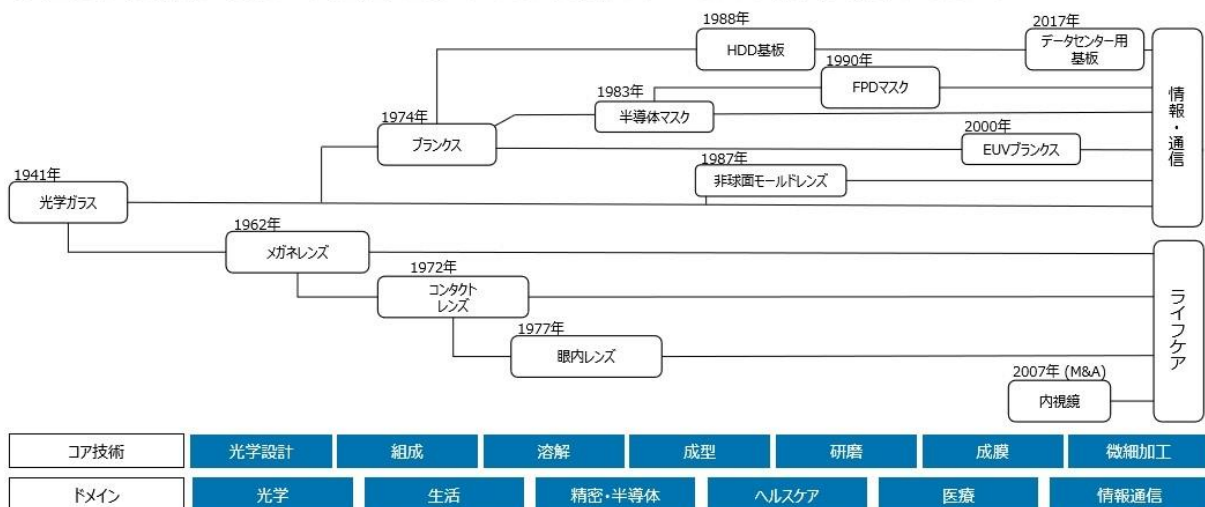 1988年
HDD基板
2017年
データセンター用
基板
1990年
FPDマスク
1983年
半導体マスク
1974年
ブランクス
2000年
EUVブランクス
1987年
非球面モールドレンズ
情報・通信
1941年
光学ガラス
1962年
メガネレンズ
1972年
コンタクト
レンズ
1977年
眼内レンズ
2007年 (M&A)
内視鏡
ライフケア
コア技術 光学設計 組成 溶解 成型 研磨 成膜 微細加工
ドメイン 光学 生活 精密・半導体 ヘルスケア 医療 情報通信